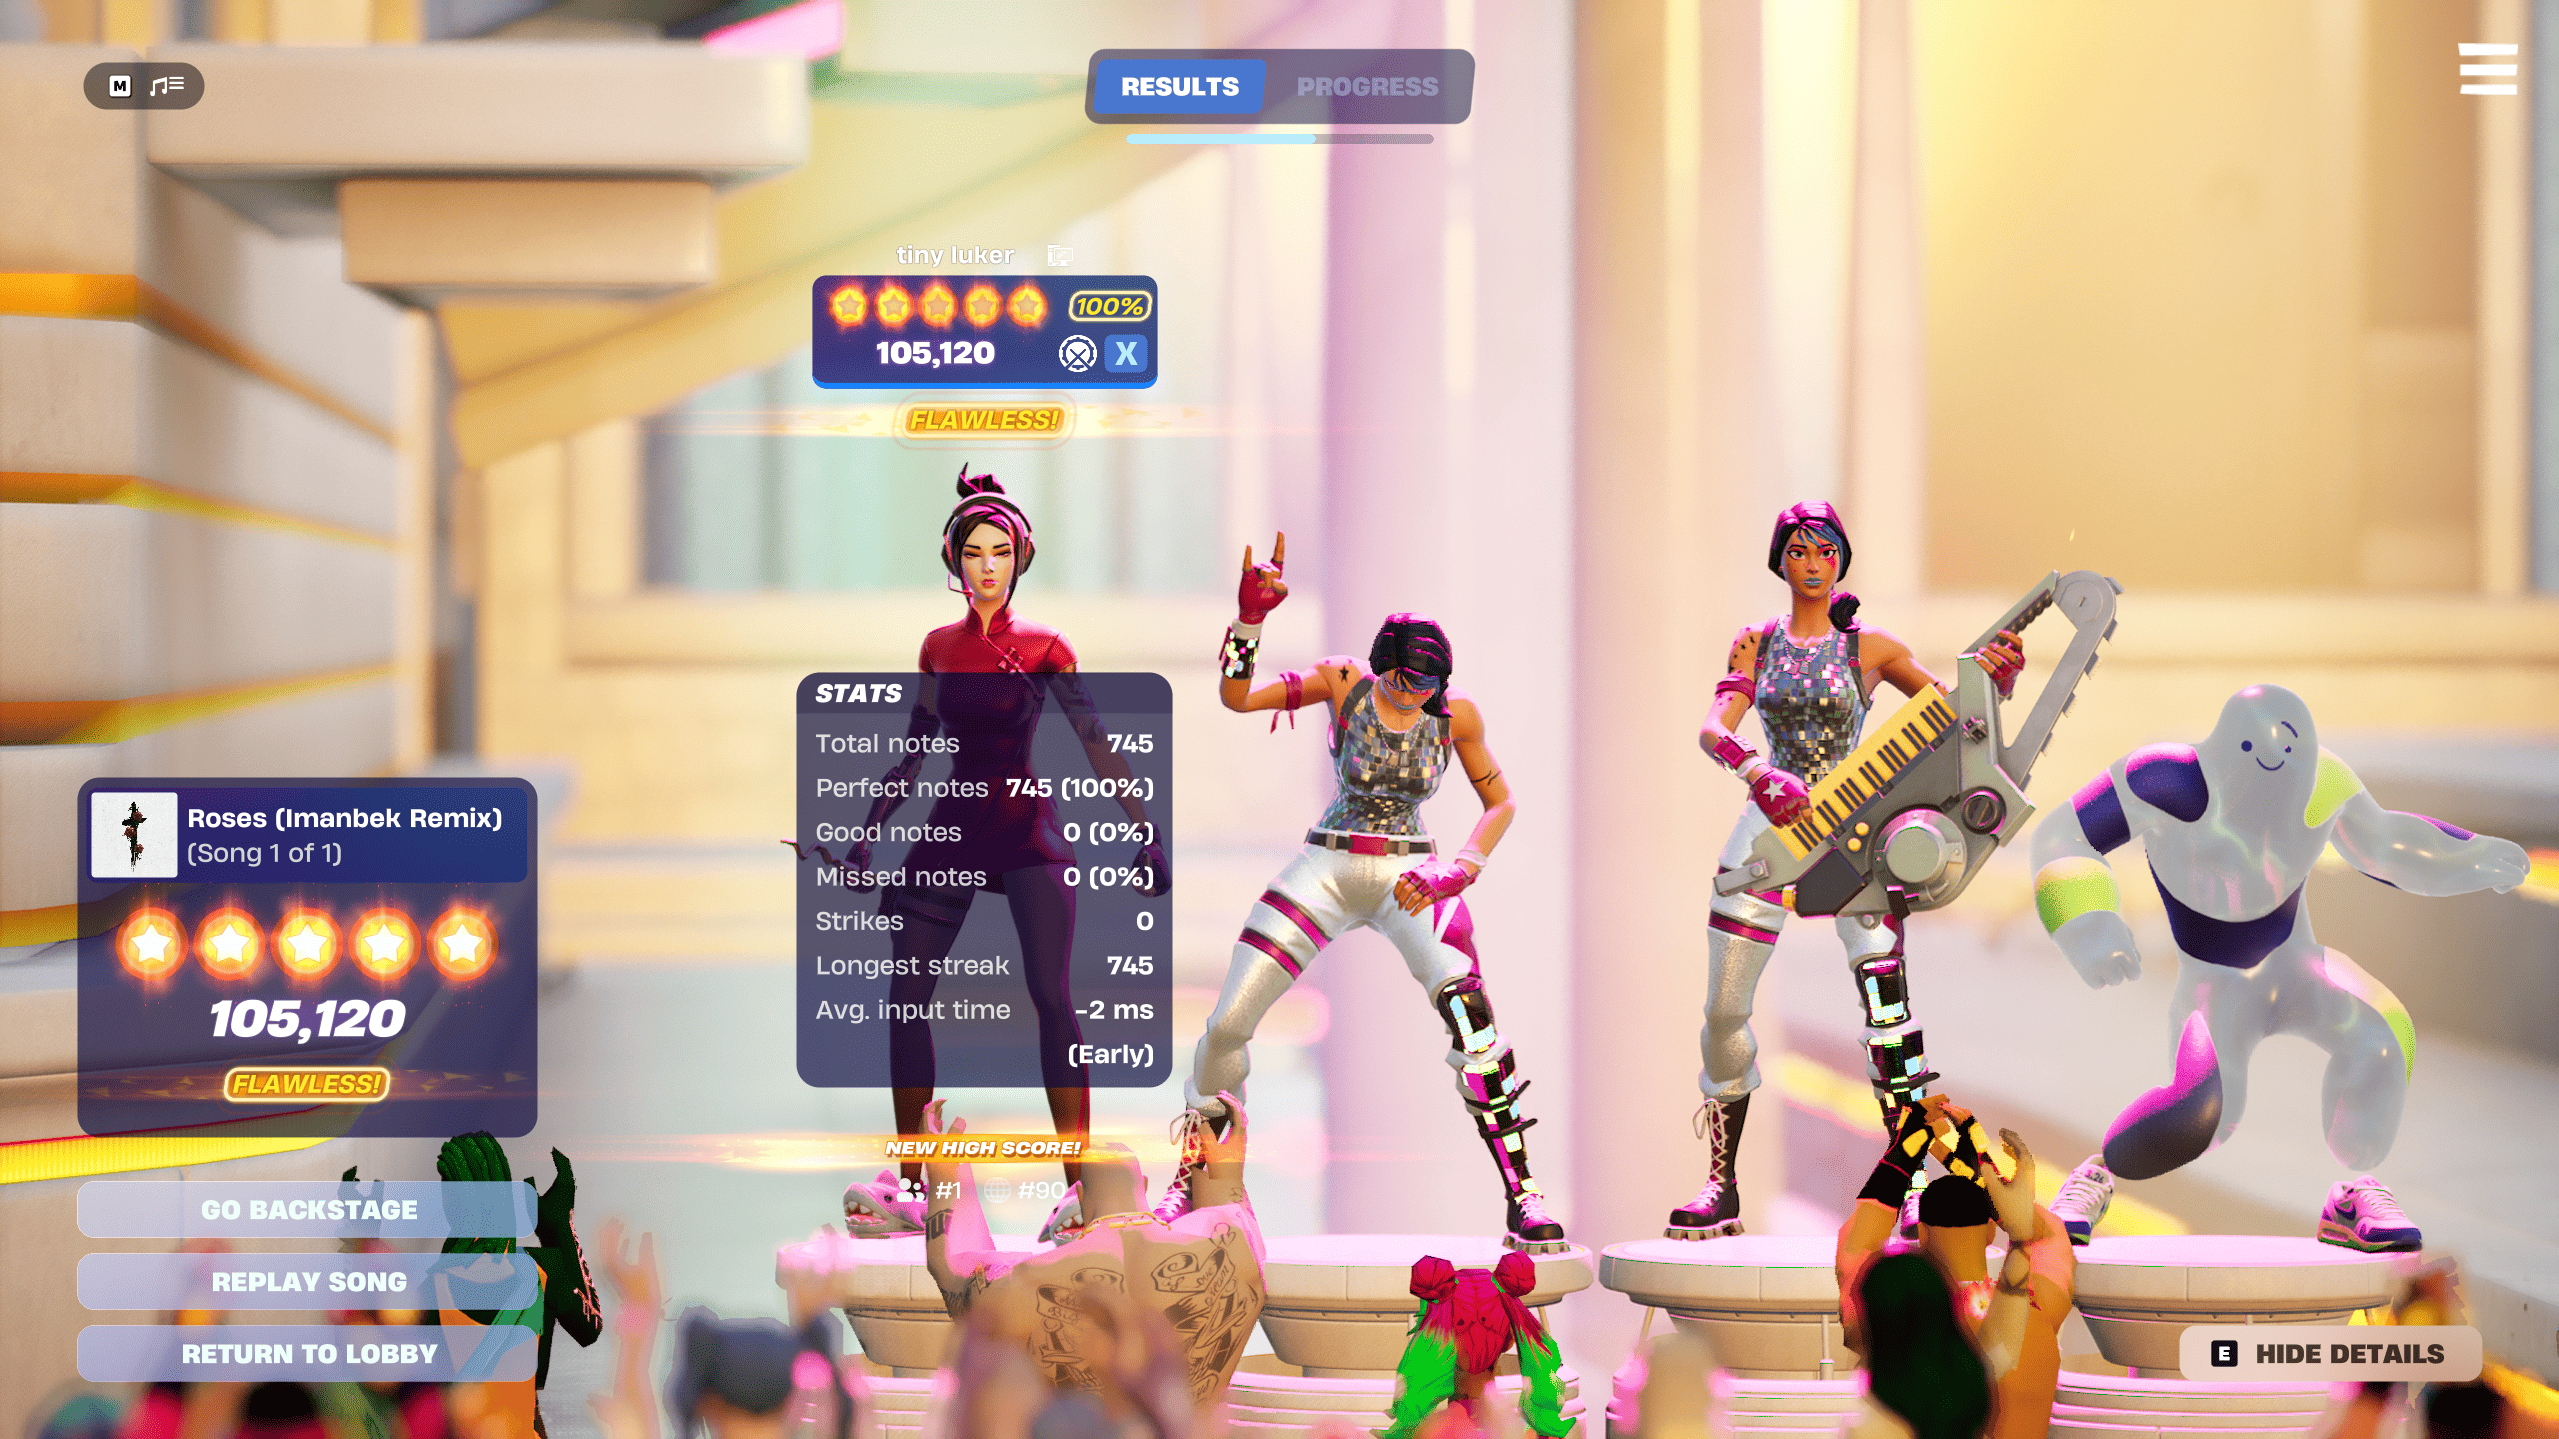 M
RESULTS
PROGRESS
tiny luker
100%
105,120
X
FLAWLESS!
STATS
Total notes 745
Perfect notes 745 (100%)
Good notes 0 (0%)
Missed notes 0 (0%)
Strikes 0
Longest streak 745
Avg. input time -2 ms
(Early)
NEW HIGH SCORE!
#1 #90
Roses (Imanbek Remix)
(Song 1 of 1)
105,120
FLAWLESS!
GO BACKSTAGE
REPLAY SONG
RETURN TO LOBBY
E HIDE DETAILS